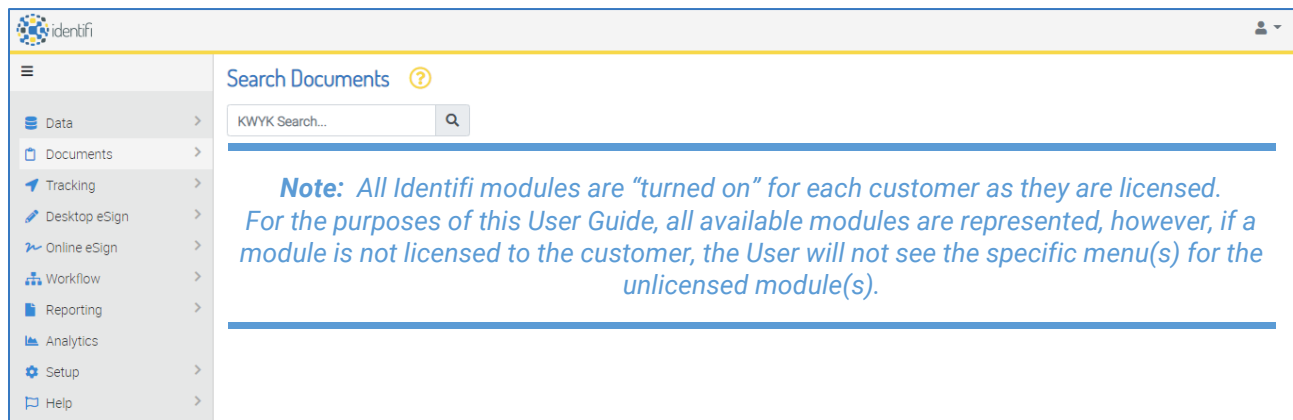 identifi
Search Documents
KWYK Search...
Data
Documents
Tracking
Desktop eSign
Online eSign
Workflow
Reporting
Analytics
Setup
Help
Note: All Identifi modules are “turned on” for each customer as they are licensed.
For the purposes of this User Guide, all available modules are represented, however, if a
module is not licensed to the customer, the User will not see the specific menu(s) for the
unlicensed module(s).